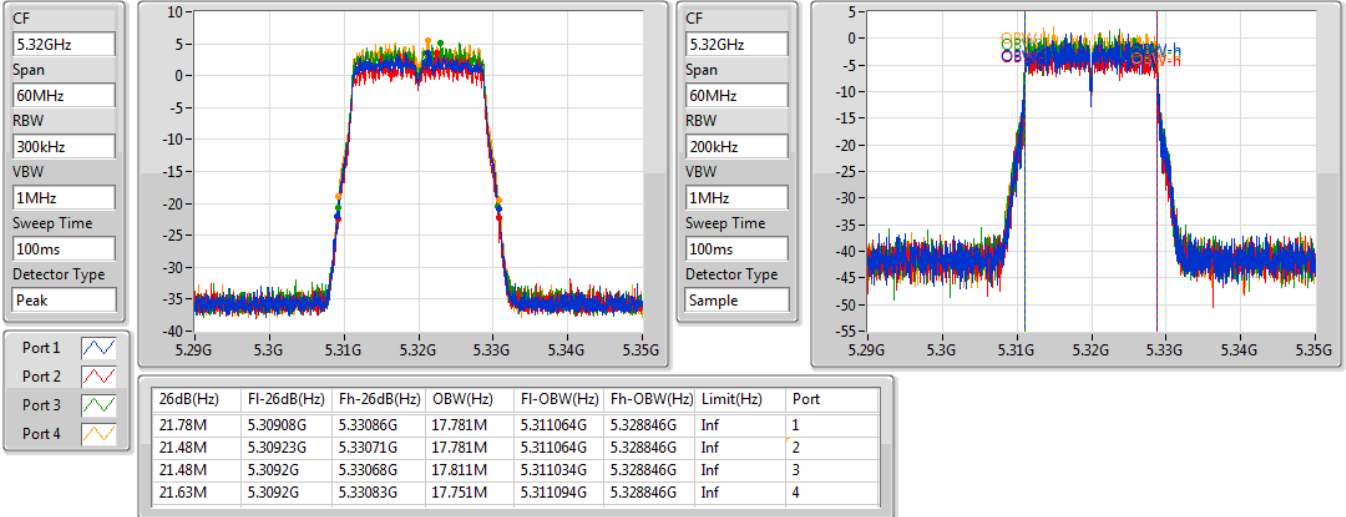 CF
5.32GHz
Span
60MHz
RBW
300kHz
VBW
1MHz
Sweep Time
100ms
Detector Type
Peak
10
5
0
-5
-10
-15
-20
-25
-30
-35
-40
5.29G 5.3G 5.31G 5.32G 5.33G 5.34G 5.35G
CF
5.32GHz
Span
60MHz
RBW
200kHz
VBW
1MHz
Sweep Time
100ms
Detector Type
Sample
5
0
-5
-10
-15
-20
-25
-30
-35
-40
-45
-50
-55
5.29G 5.3G 5.31G 5.32G 5.33G 5.34G 5.35G
Port 1
Port 2
Port 3
Port 4
26dB(Hz) Fl-26dB(Hz) Fh-26dB(Hz) OBW(Hz) Fl-OBW(Hz) Fh-OBW(Hz) Limit(Hz) Port
21.78M 5.30908G 5.33086G 17.781M 5.311064G 5.328846G Inf 1
21.48M 5.30923G 5.33071G 17.781M 5.311064G 5.328846G Inf 2
21.48M 5.3092G 5.33068G 17.811M 5.311034G 5.328846G Inf 3
21.63M 5.3092G 5.33083G 17.751M 5.311094G 5.328846G Inf 4